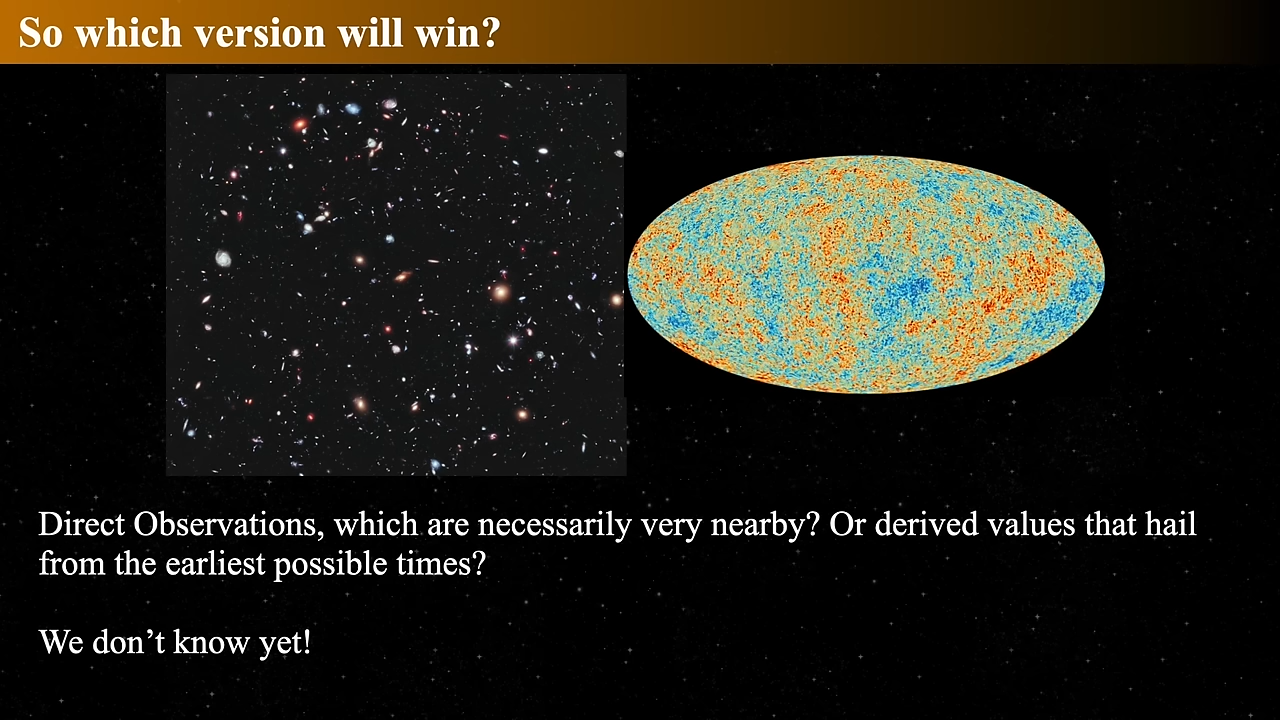 So which version will win?
Direct Observations, which are necessarily very nearby? Or derived values that hail
from the earliest possible times?
We don’t know yet!